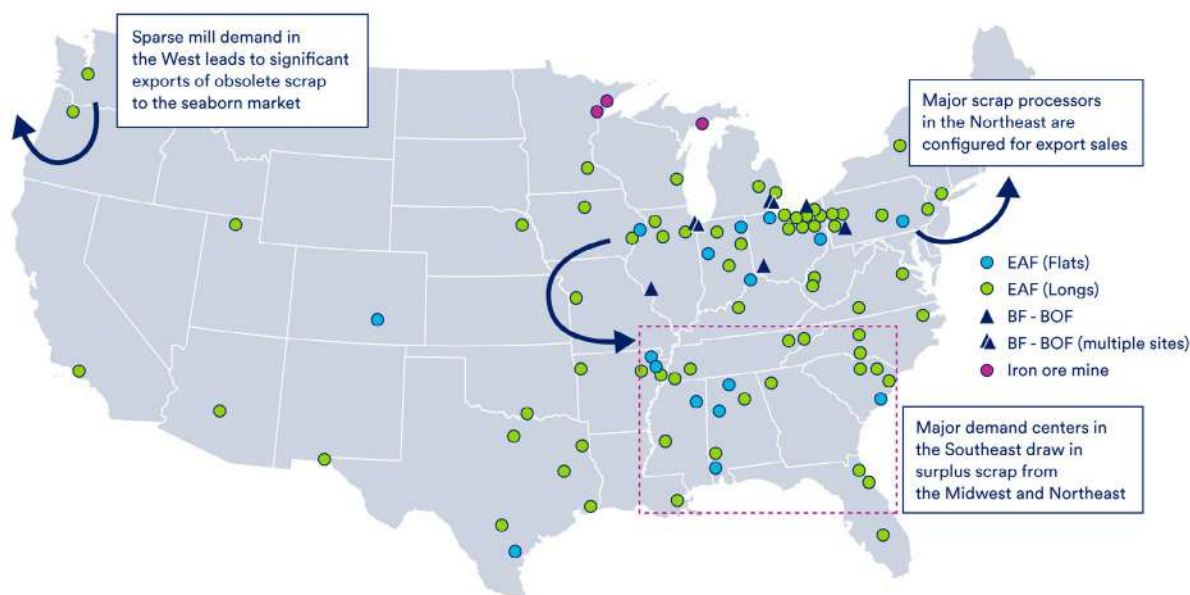 Sparse mill demand in
the West leads to significant
exports of obsolete scrap
to the seaborn market
Major scrap processors
in the Northeast are
configured for export sales
EAF (Flats)
EAF (Longs)
BF - BOF
BF - BOF (multiple sites)
Iron ore mine
Major demand centers in
the Southeast draw in
surplus scrap from
the Midwest and Northeast